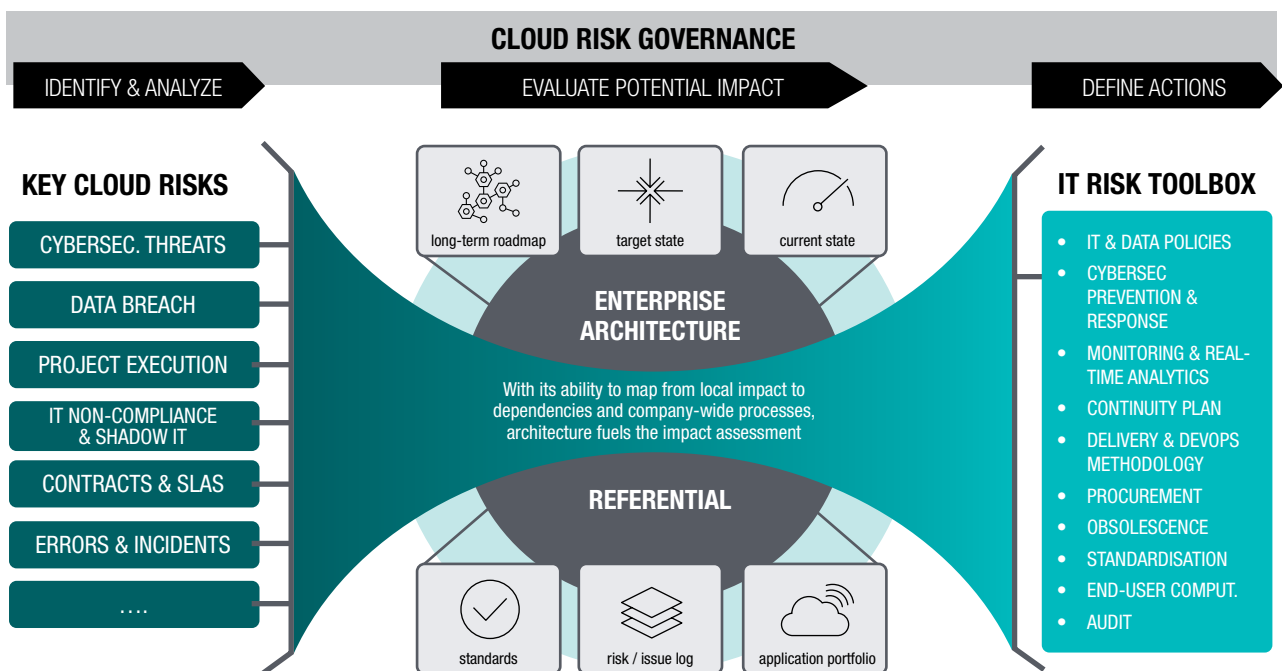 CLOUD RISK GOVERNANCE
IDENTIFY & ANALYZE
EVALUATE POTENTIAL IMPACT
DEFINE ACTIONS
KEY CLOUD RISKS
CYBERSEC. THREATS
DATA BREACH
PROJECT EXECUTION
IT NON-COMPLIANCE
& SHADOW IT
CONTRACTS & SLAS
ERRORS & INCIDENTS
....
long-term roadmap
target state
current state
ENTERPRISE
ARCHITECTURE
With its ability to map from local impact to
dependencies and company-wide processes,
architecture fuels the impact assessment
REFERENTIAL
standards
risk / issue log
application portfolio
IT RISK TOOLBOX
• IT & DATA POLICIES
• CYBERSEC
PREVENTION &
RESPONSE
• MONITORING & REAL-
TIME ANALYTICS
• CONTINUITY PLAN
• DELIVERY & DEVOPS
METHODOLOGY
• PROCUREMENT
• OBSOLESCENCE
• STANDARDISATION
• END-USER COMPUT.
• AUDIT